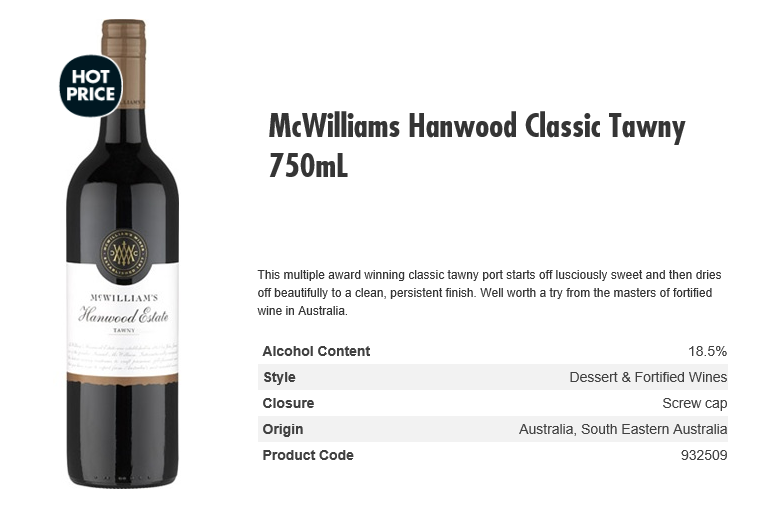 HOT
PRICE
McWilliams Hanwood Classic Tawny
750mL
McWILLIAM'S
Hanwood Estate
TAWNY
This multiple award winning classic tawny port starts off lusciously sweet and then dries
off beautifully to a clean, persistent finish. Well worth a try from the masters of fortified
wine in Australia.
Alcohol Content 18.5%
Style Dessert & Fortified Wines
Closure Screw cap
Origin Australia, South Eastern Australia
Product Code 932509